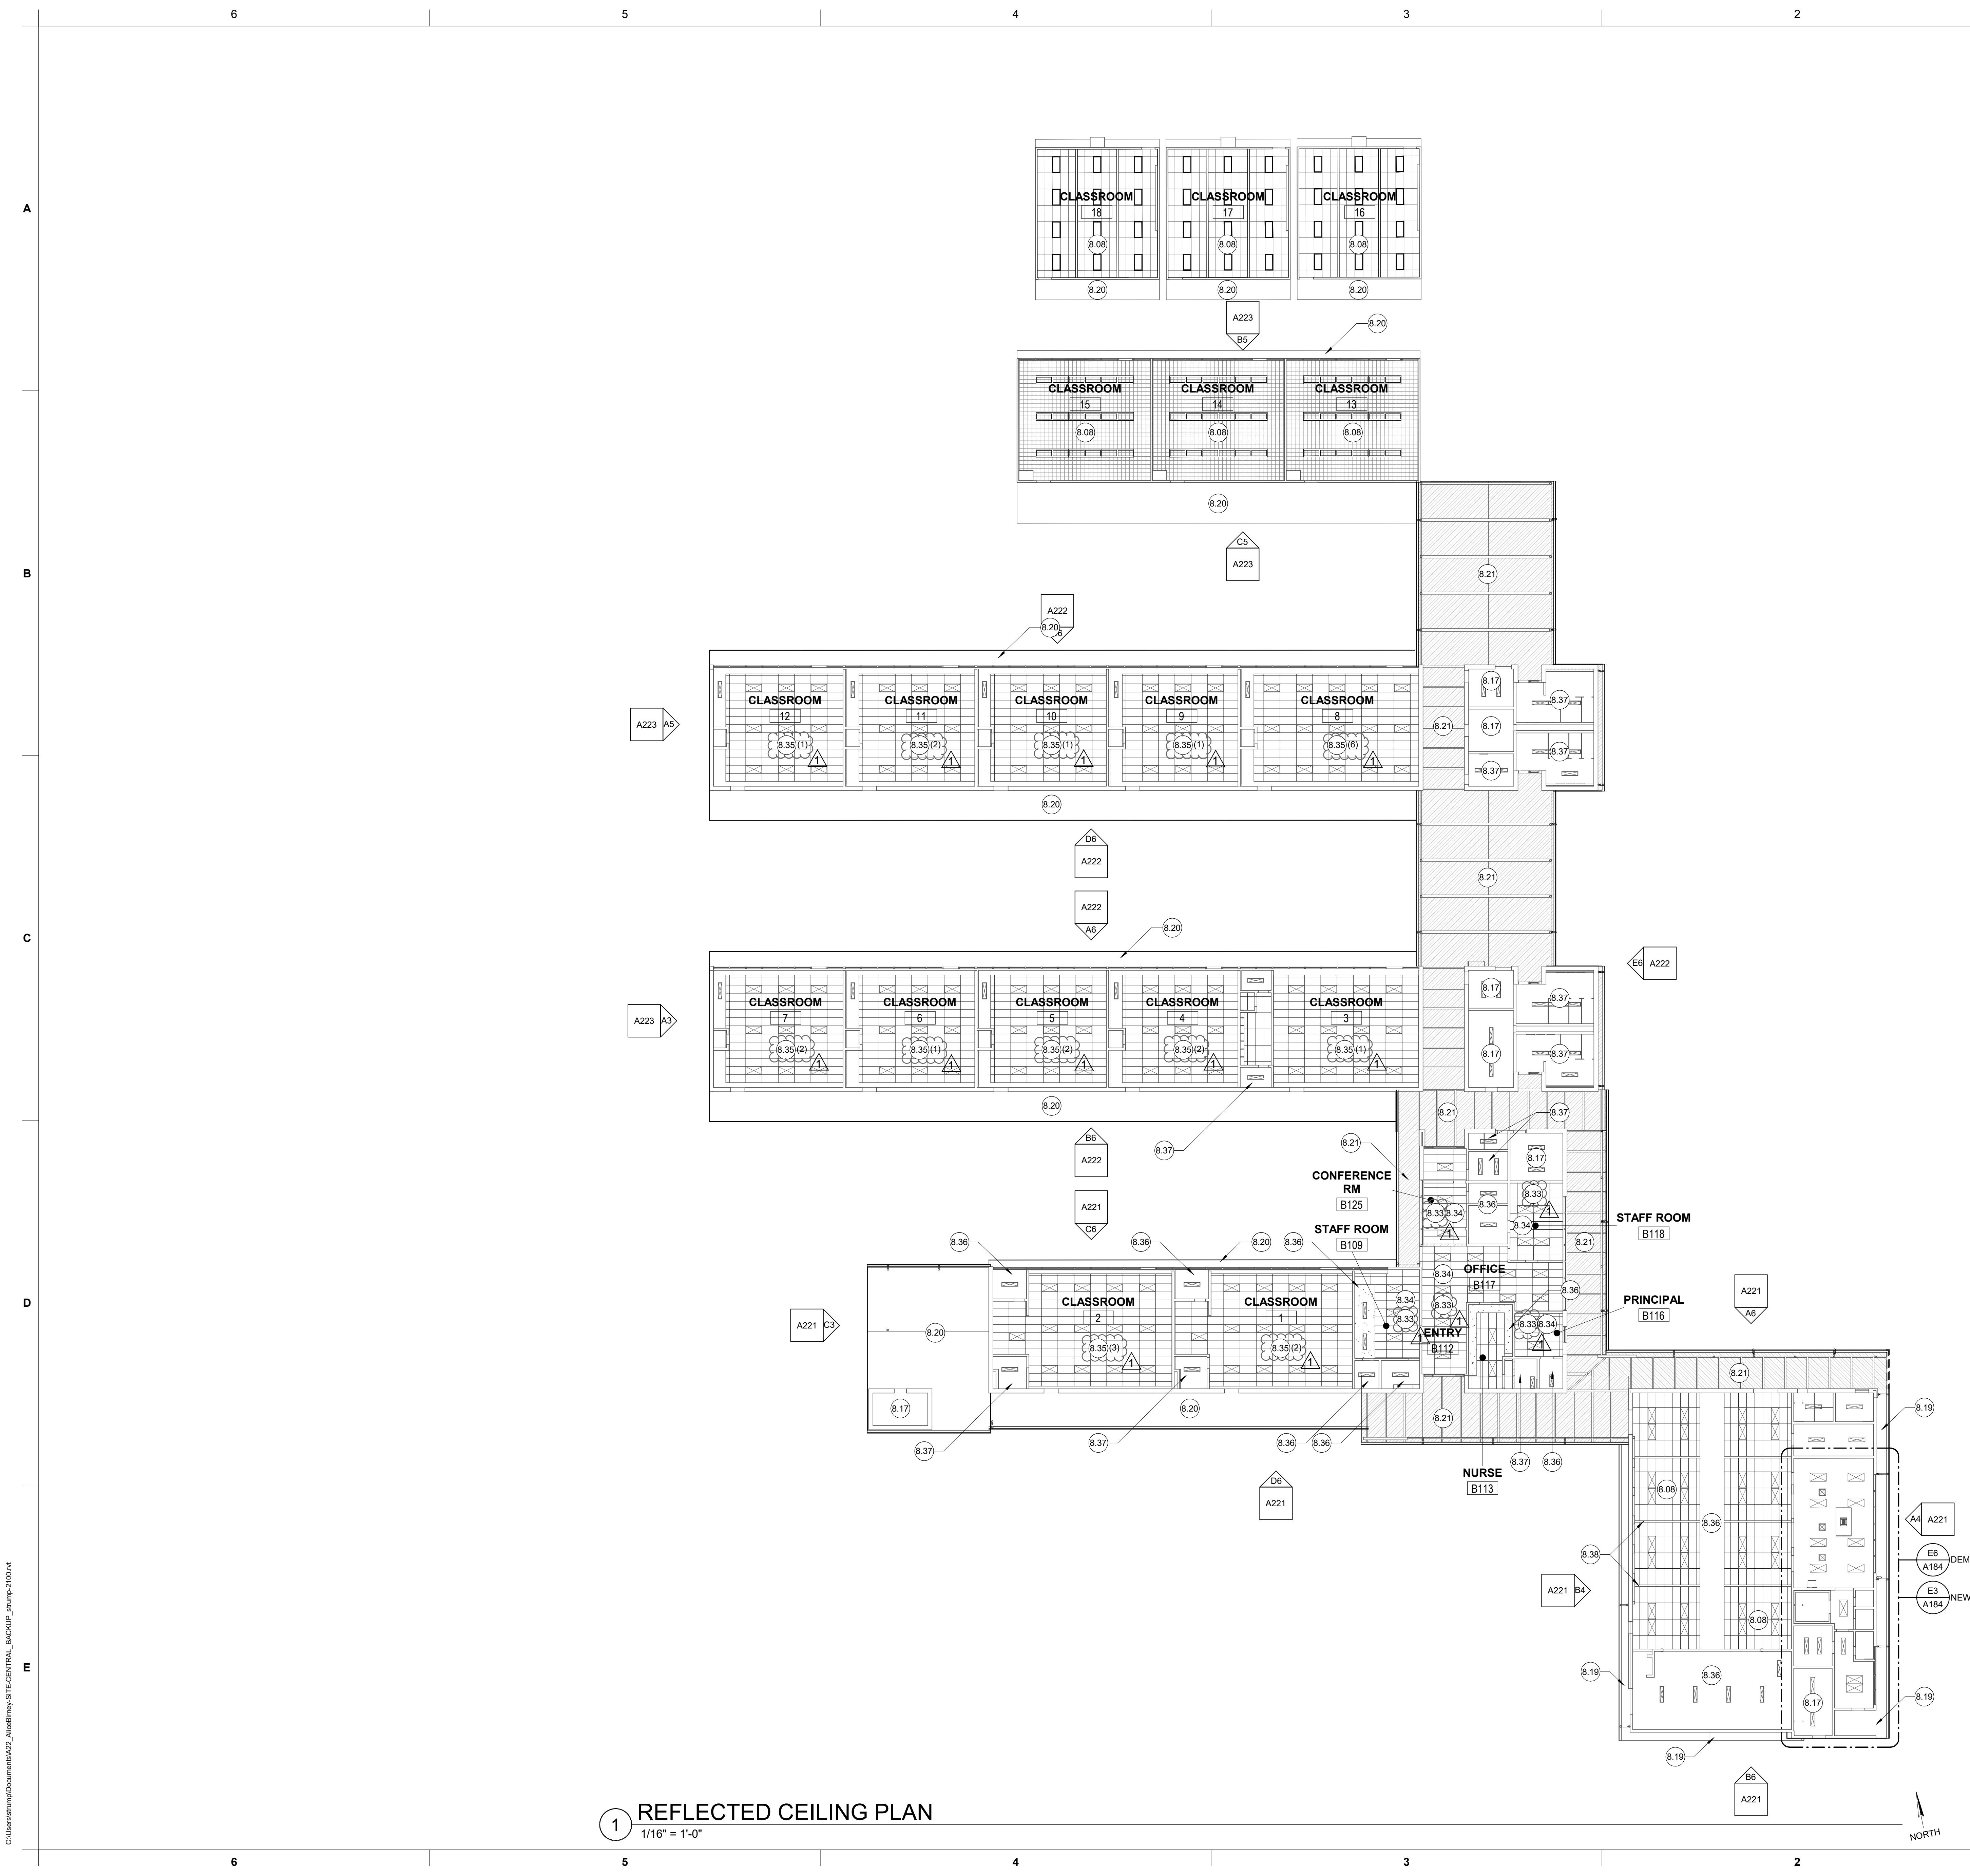 6
5
4
3
2
A
B
C
D
E
CLASSROOM
18
8.08
8.20
CLASSROOM
17
8.08
8.20
CLASSROOM
16
8.08
8.20
A223
B5
8.20
CLASSROOM
15
8.08
CLASSROOM
14
8.08
CLASSROOM
13
8.08
8.20
C5
A223
8.21
A222
8.20
6
A223 A5
CLASSROOM
12
8.35 (1)
1
CLASSROOM
11
8.35 (2)
1
CLASSROOM
10
8.35 (1)
1
CLASSROOM
9
8.35 (1)
1
CLASSROOM
8
8.35 (6)
1
8.21
8.17
8.17
8.37
8.37
8.37
8.20
D6
A222
8.21
A222
A6
8.20
E6 A222
A223 A3
CLASSROOM
7
8.35 (2)
1
CLASSROOM
6
8.35 (1)
1
CLASSROOM
5
8.35 (2)
1
CLASSROOM
4
8.35 (2)
1
CLASSROOM
3
8.35 (1)
1
8.17
8.37
8.17
8.37
8.20
8.37
8.21
8.37
B6
A222
8.21
8.17
CONFERENCE
RM
B125
8.33 8.34
1
8.36
8.33
1
8.34
STAFF ROOM
B118
A221
C6
STAFF ROOM
B109
8.36
8.36
8.20
8.36
8.21
8.34
OFFICE
B117
8.36
PRINCIPAL
B116
A221
A6
A221 C3
8.20
CLASSROOM
2
8.35 (3)
1
CLASSROOM
1
8.35 (2)
1
8.34
8.33
1
8.33
1
ENTRY
B112
8.33 8.34
1
8.17
8.20
8.21
8.21
8.37
8.37
8.36
8.36
8.37
8.36
8.19
NURSE
B113
D6
A221
8.08
8.36
8.38
A221 B4
A4 A221
E6
A184
DEM
E3
A184
NEW
8.08
8.19
8.36
8.17
8.19
8.19
B6
A221
1
REFLECTED CEILING PLAN
1/16" = 1'-0"
NORTH
C:\Users\strump\Documents\A22_AliceBirney-SITE-CENTRAL_BACKUP_strump-2100.rvt
6
5
4
3
2